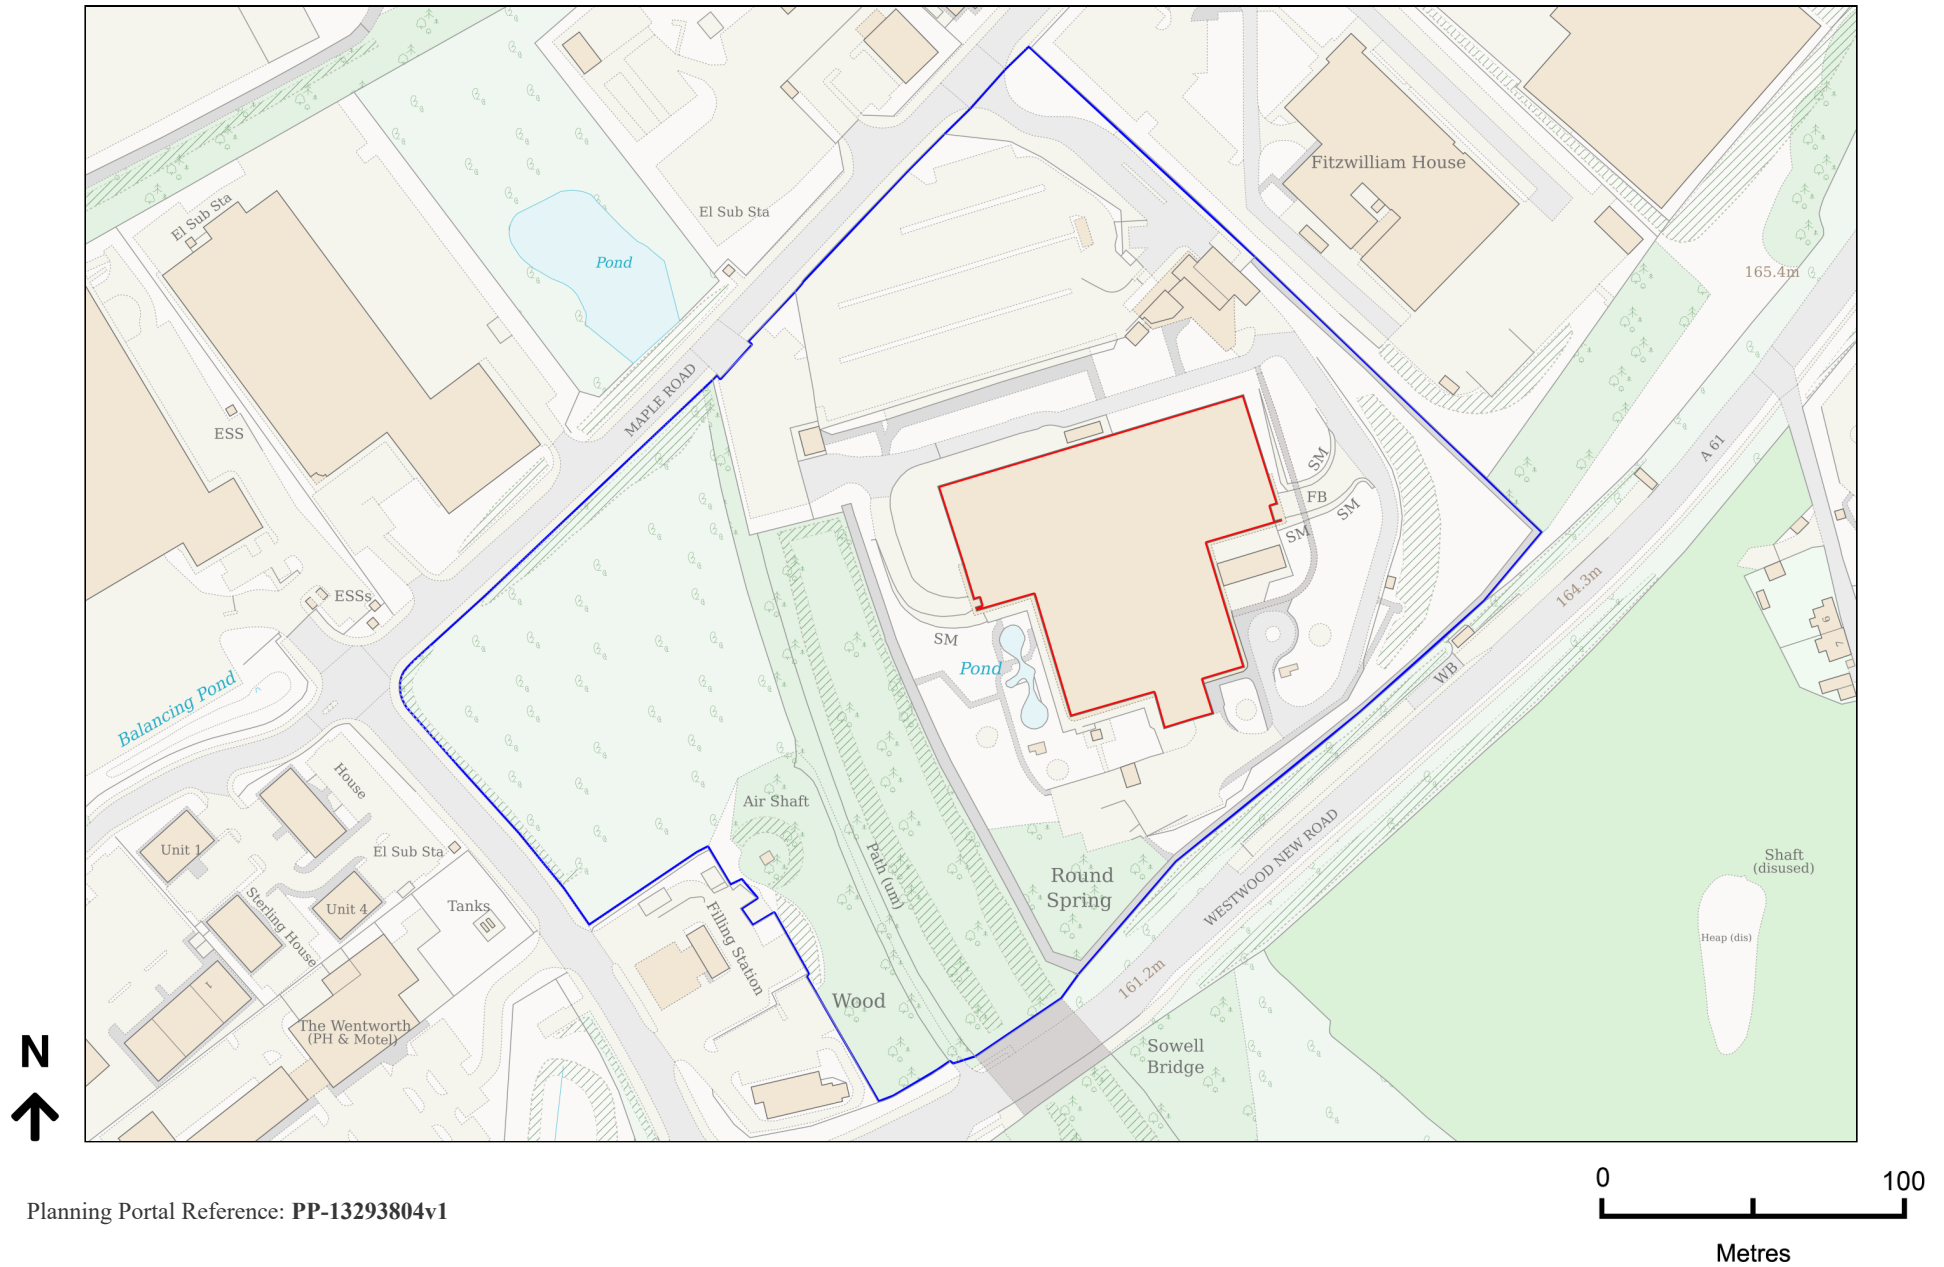 Fitzwilliam House
El Sub Sta
El Sub Sta
Pond
165.4m
MAPLE ROAD
ESS
A 61
SM
FB
SM
SM
ESSs
164.3m
6
7
SM
Pond
WB
Balancing Pond
House
Air Shaft
Unit 1
El Sub Sta
Path (um)
WESTWOOD NEW ROAD
Shaft
(disused)
Round
Spring
Sterling House
Unit 4
Tanks
Filling Station
Heap (dis)
1
161.2m
Wood
The Wentworth
(PH & Motel)
Sowell
Bridge
N
0
100
Metres
Planning Portal Reference: PP-13293804v1